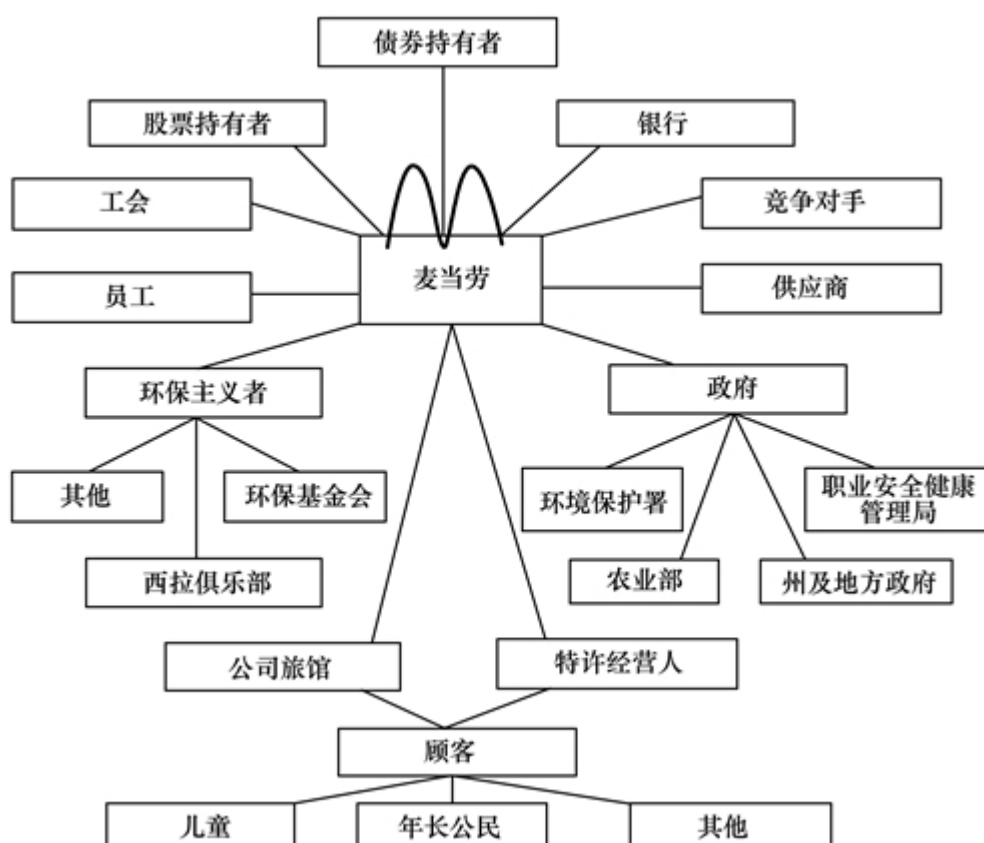 债券持有者
股票持有者
银行
工会
竞争对手
麦当劳
员工
供应商
环保主义者
政府
其他
环保基金会
环境保护署
职业安全健康
管理局
西拉俱乐部
农业部
州及地方政府
公司旅馆
特许经营人
顾客
儿童
年长公民
其他